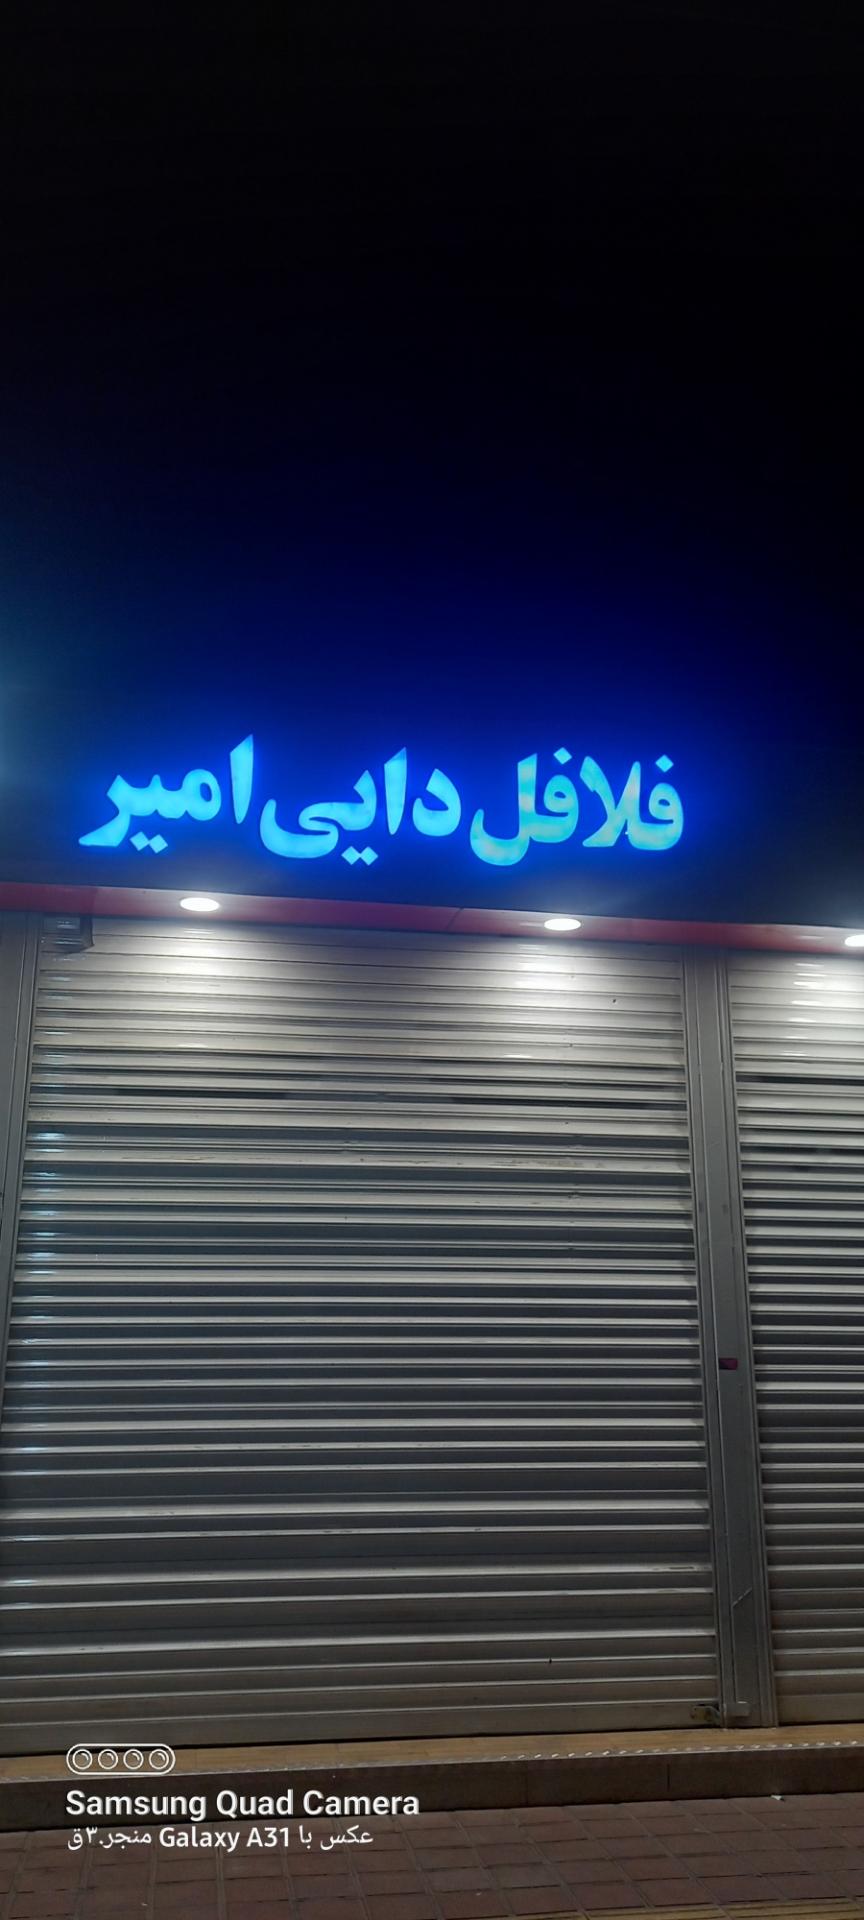 فلافل دایی امیر
Samsung Quad Camera
عکس با Galaxy A31 منجر.۳ق